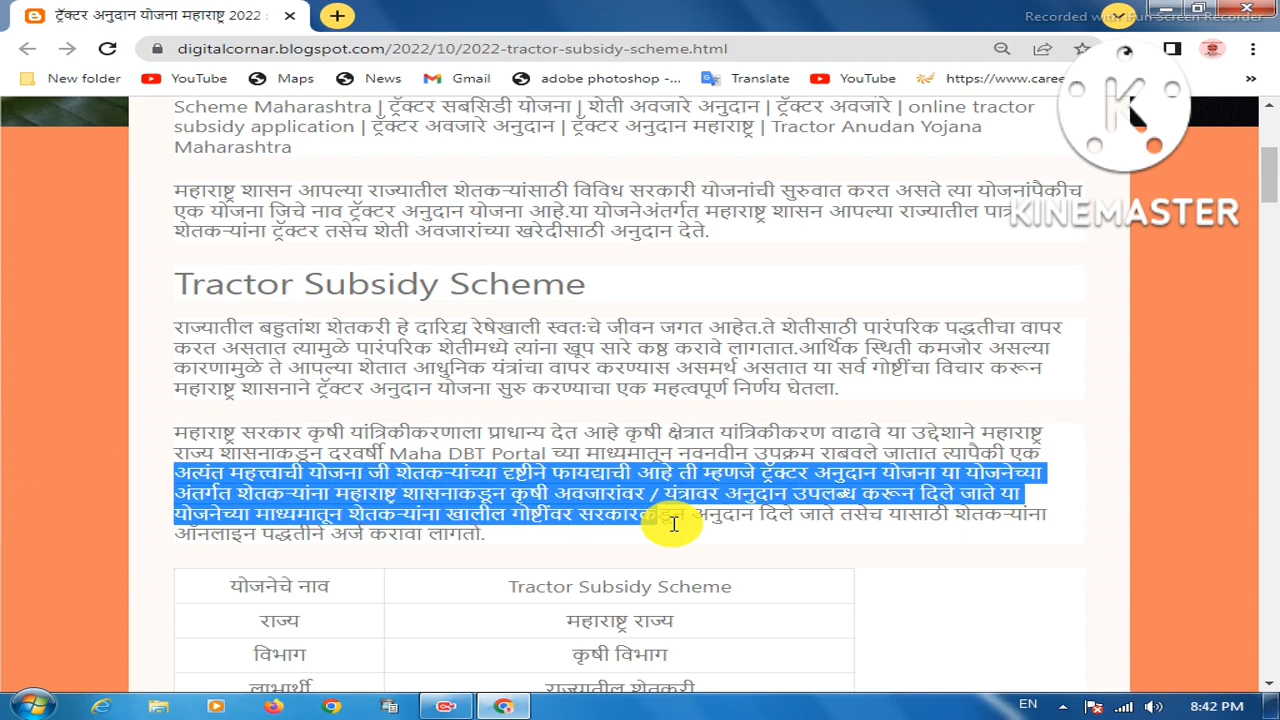 ट्रॅक्टर अनुदान योजना महाराष्ट्र 2022 :
Recorded with iFun Screen Recorder
digitalcornar.blogspot.com/2022/10/2022-tractor-subsidy-scheme.html
New folder YouTube Maps News Gmail adobe photoshop -... Translate YouTube https://www.caree »
Scheme Maharashtra | ट्रॅक्टर सबसिडी योजना | शेती अवजारे अनुदान | ट्रॅक्टर अवजारे | online tractor
subsidy application | ट्रॅक्टर अवजारे अनुदान | ट्रॅक्टर अनुदान महाराष्ट्र | Tractor Anudan Yojana
Maharashtra
K
KINEMASTER
महाराष्ट्र शासन आपल्या राज्यातील शेतकऱ्यांसाठी विविध सरकारी योजनांची सुरुवात करत असते त्या योजनांपैकीच
एक योजना जिचे नाव ट्रॅक्टर अनुदान योजना आहे.या योजनेअंतर्गत महाराष्ट्र शासन आपल्या राज्यातील पात्र
शेतकऱ्यांना ट्रॅक्टर तसेच शेती अवजारांच्या खरेदीसाठी अनुदान देते.
Tractor Subsidy Scheme
राज्यातील बहुतांश शेतकरी हे दारिद्य्र रेषेखाली स्वतःचे जीवन जगत आहेत.ते शेतीसाठी पारंपरिक पद्धतीचा वापर
करत असतात त्यामुळे पारंपरिक शेतीमध्ये त्यांना खूप सारे कष्ठ करावे लागतात.आर्थिक स्थिती कमजोर असल्या
कारणामुळे ते आपल्या शेतात आधुनिक यंत्रांचा वापर करण्यास असमर्थ असतात या सर्व गोष्टींचा विचार करून
महाराष्ट्र शासनाने ट्रॅक्टर अनुदान योजना सुरु करण्याचा एक महत्वपूर्ण निर्णय घेतला.
महाराष्ट्र सरकार कृषी यांत्रिकीकरणाला प्राधान्य देत आहे कृषी क्षेत्रात यांत्रिकीकरण वाढावे या उद्देशाने महाराष्ट्र
राज्य शासनाकडून दरवर्षी Maha DBT Portal च्या माध्यमातून नवनवीन उपक्रम राबवले जातात त्यापैकी एक
अत्यंत महत्त्वाची योजना जी शेतकऱ्यांच्या दृष्टीने फायद्याची आहे ती म्हणजे ट्रॅक्टर अनुदान योजना या योजनेच्या
अंतर्गत शेतकऱ्यांना महाराष्ट्र शासनाकडून कृषी अवजारांवर / यंत्रावर अनुदान उपलब्ध करून दिले जाते या
योजनेच्या माध्यमातून शेतकऱ्यांना खालील गोष्टींवर सरकारकडून अनुदान दिले जाते तसेच यासाठी शेतकऱ्यांना
ऑनलाइन पद्धतीने अर्ज करावा लागतो.
योजनेचे नाव Tractor Subsidy Scheme
राज्य महाराष्ट्र राज्य
विभाग कृषी विभाग
लाभार्थी राज्यातील शेतकरी
EN 8:42 PM